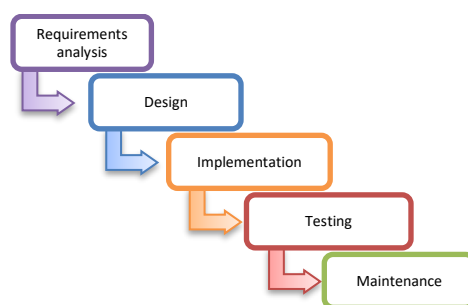 Requirements
analysis
Design
Implementation
Testing
Maintenance